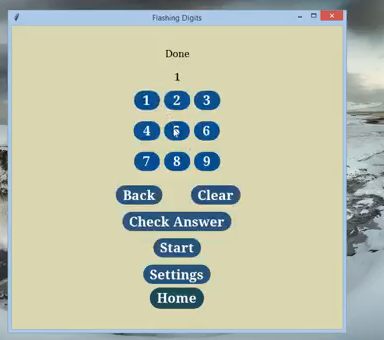 Flashing Digits
Done
1
1 2 3
4 5 6
7 8 9
Back Clear
Check Answer
Start
Settings
Home